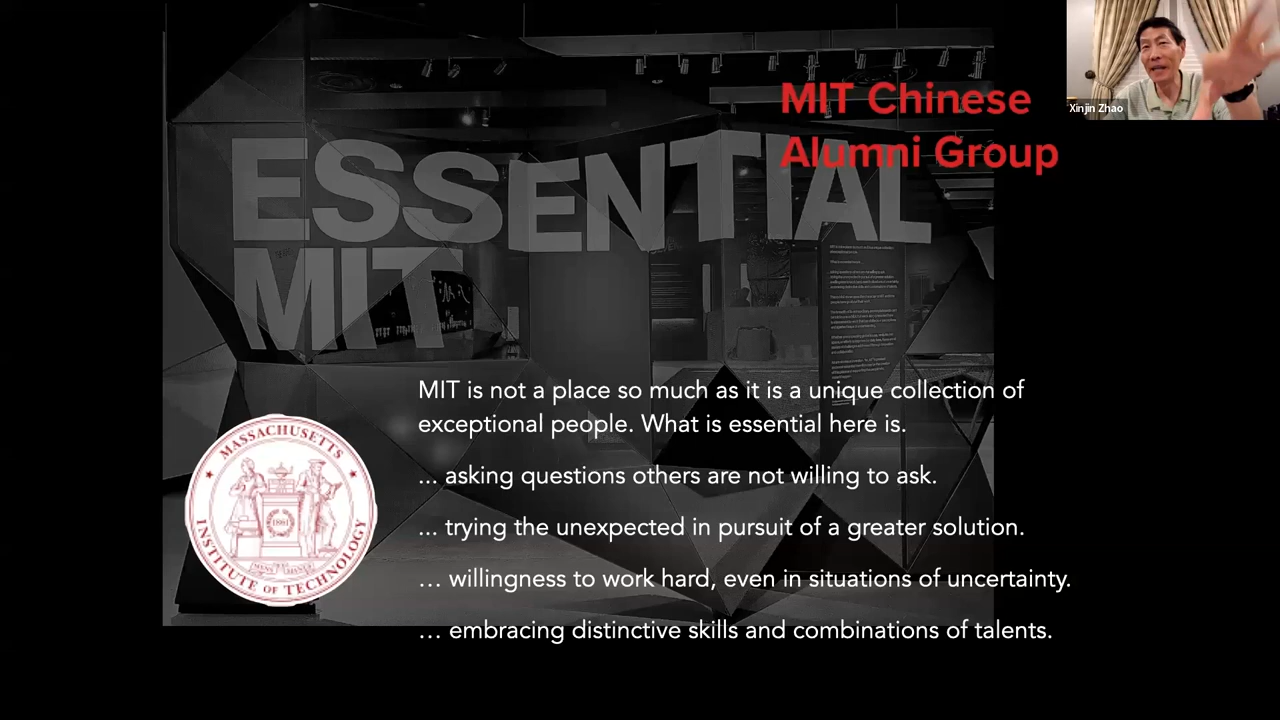 MIT Chinese
Alumni Group
Xinjin Zhao
ESSENTIAL
MIT
MIT is not a place so much as it is a unique collection of
exceptional people. What is essential here is.
... asking questions others are not willing to ask.
... trying the unexpected in pursuit of a greater solution.
... willingness to work hard, even in situations of uncertainty.
... embracing distinctive skills and combinations of talents.
MASSACHUSETTS
INSTITUTE OF TECHNOLOGY
1861